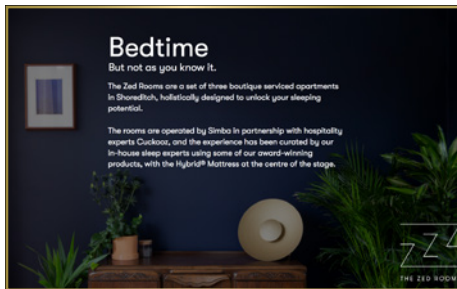 Bedtime
But not as you know it.
The Zed Rooms are a set of three boutique serviced apartments
in Shoreditch, holistically designed to unlock your sleeping
potential.
The rooms are operated by Simba in partnership with hospitality
experts Cuckooz, and the experience has been curated by our
in-house sleep experts using some of our award-winning
products, with the Hybrid® Mattress at the centre of the stage.
ZZZ
THE ZED ROOM